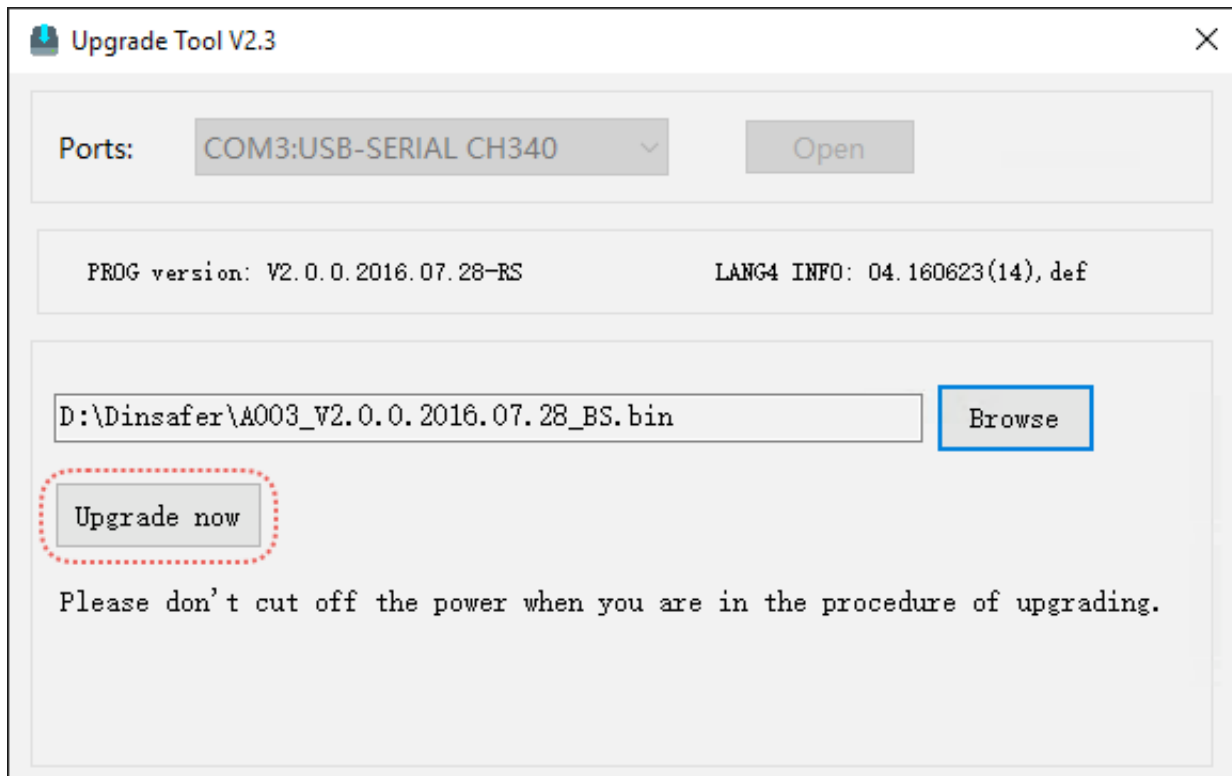 Upgrade Tool V2.3
Ports: COM3:USB-SERIAL CH340 Open
PROG version: V2.0.0.2016.07.28-RS LANG4 INFO: 04.160623(14),def
D:\Dinsafer\A003_V2.0.0.2016.07.28_BS.bin Browse
Upgrade now
Please don't cut off the power when you are in the procedure of upgrading.